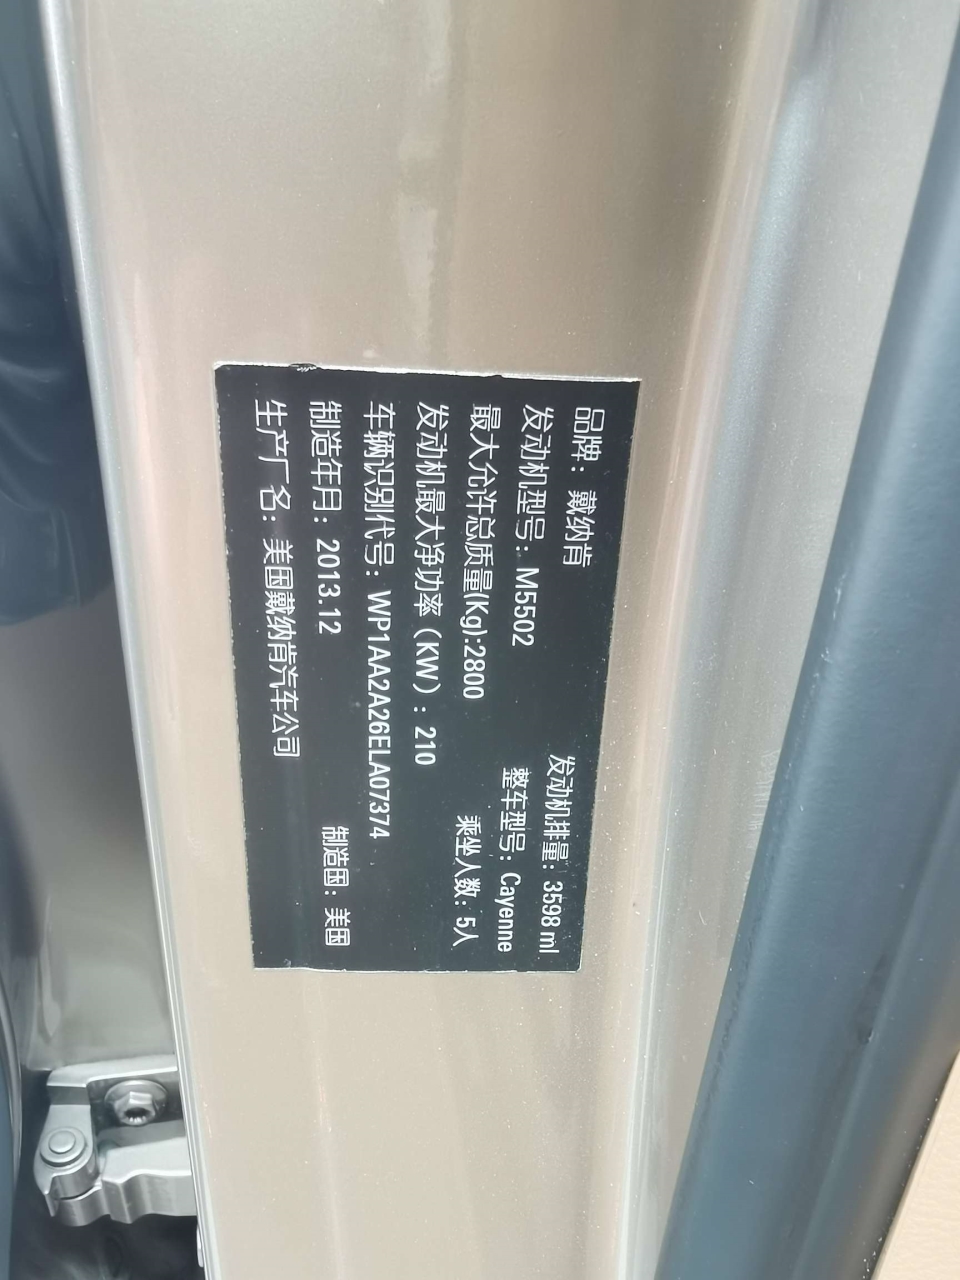 品牌：戴纳肯
发动机型号：M5502 发动机排量：3598 ml
最大允许总质量(Kg):2800 整车型号：Cayenne
发动机最大净功率（KW）：210 乘坐人数：5人
车辆识别代号：WP1AA2A26ELA07374
制造年月：2013.12 制造国：美国
生产厂名：美国戴纳肯汽车公司